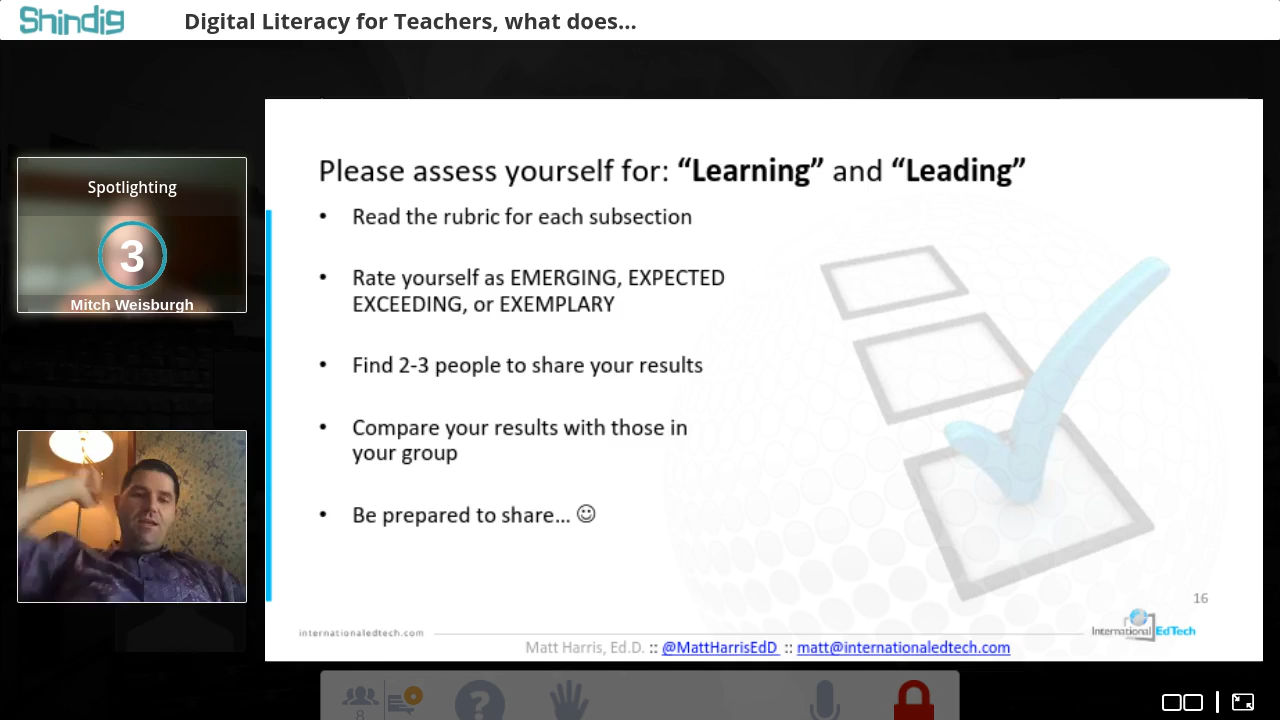 Shindig
Digital Literacy for Teachers, what does...
Spotlighting
3
Mitch Weisburgh
Please assess yourself for: “Learning” and “Leading”
• Read the rubric for each subsection
• Rate yourself as EMERGING, EXPECTED
EXCEEDING, or EXEMPLARY
• Find 2-3 people to share your results
• Compare your results with those in
your group
• Be prepared to share... ☺
16
internationaledtech.com
International EdTech
Matt Harris, Ed.D. :: @MattHarrisEdD :: matt@internationaledtech.com
?
8